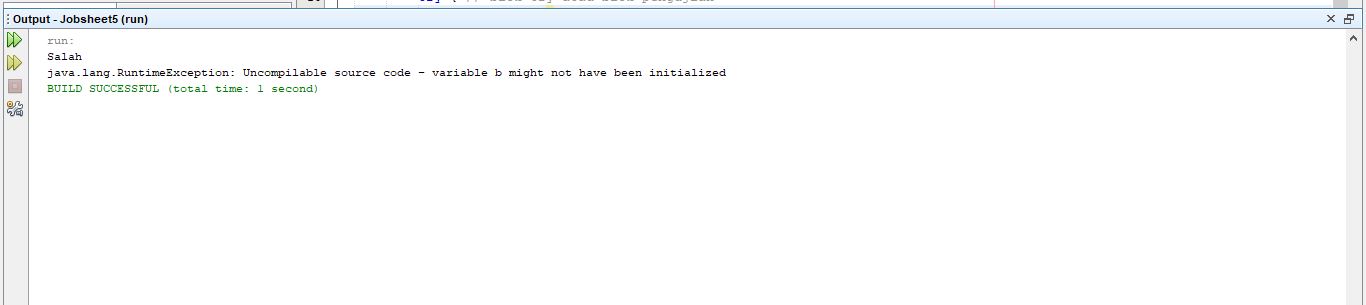 Output - Jobsheet5 (run)
run:
Salah
java.lang.RuntimeException: Uncompilable source code - variable b might not have been initialized
BUILD SUCCESSFUL (total time: 1 second)